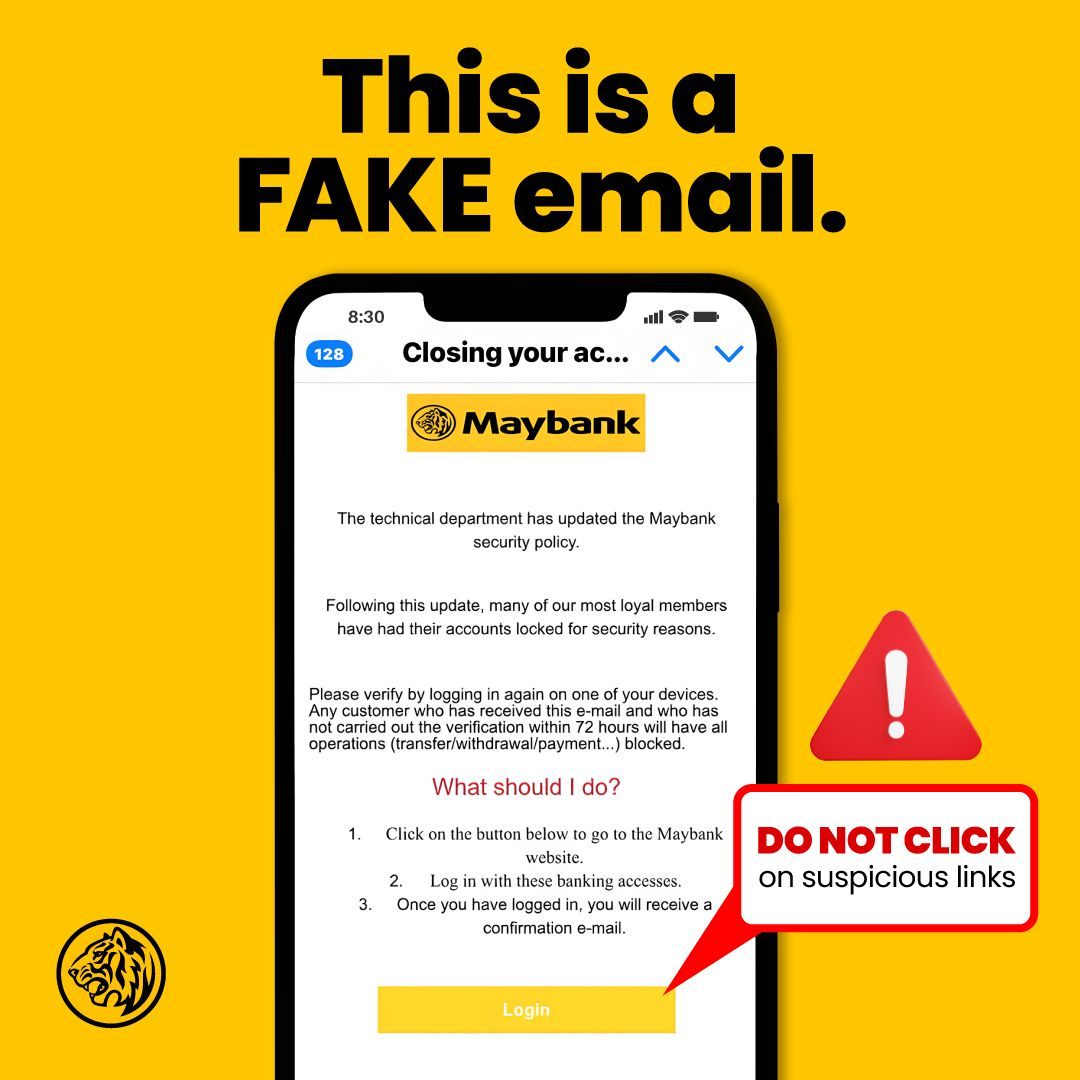 This is a
FAKE email.
8:30
128
Closing your ac...
Maybank
The technical department has updated the Maybank
security policy.
Following this update, many of our most loyal members
have had their accounts locked for security reasons.
Please verify by logging in again on one of your devices.
Any customer who has received this e-mail and who has
not carried out the verification within 72 hours will have all
operations (transfer/withdrawal/payment...) blocked.
What should I do?
1. Click on the button below to go to the Maybank
website.
2. Log in with these banking accesses.
3. Once you have logged in, you will receive a
confirmation e-mail.
DO NOT CLICK
on suspicious links
Login